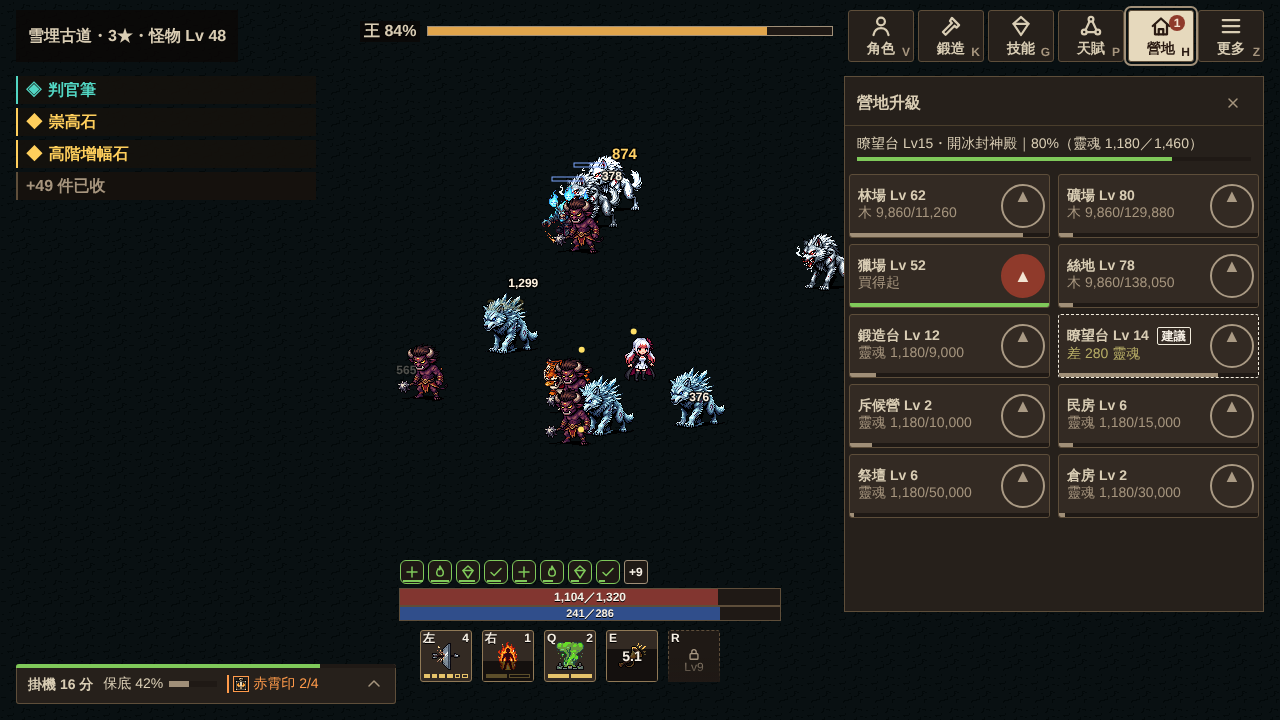 雪埋古道・3★・怪物 Lv 48
王 84%
角色 V
鍛造 K
技能 G
天賦 P
營地 H
1
更多 Z
判官筆
崇高石
高階增幅石
+49 件已收
營地升級
×
瞭望台 Lv15・開冰封神殿｜80%（靈魂 1,180／1,460）
林場 Lv 62
木 9,860/11,260
礦場 Lv 80
木 9,860/129,880
獵場 Lv 52
買得起
絲地 Lv 78
木 9,860/138,050
鍛造台 Lv 12
靈魂 1,180/9,000
瞭望台 Lv 14 建議
差 280 靈魂
斥候營 Lv 2
靈魂 1,180/10,000
民房 Lv 6
靈魂 1,180/15,000
祭壇 Lv 6
靈魂 1,180/50,000
倉房 Lv 2
靈魂 1,180/30,000
874
378
1,299
565
376
+9
1,104／1,320
241／286
左 4
右 1
Q 2
E
5.1
R
Lv9
掛機 16 分 保底 42% 赤霄印 2/4